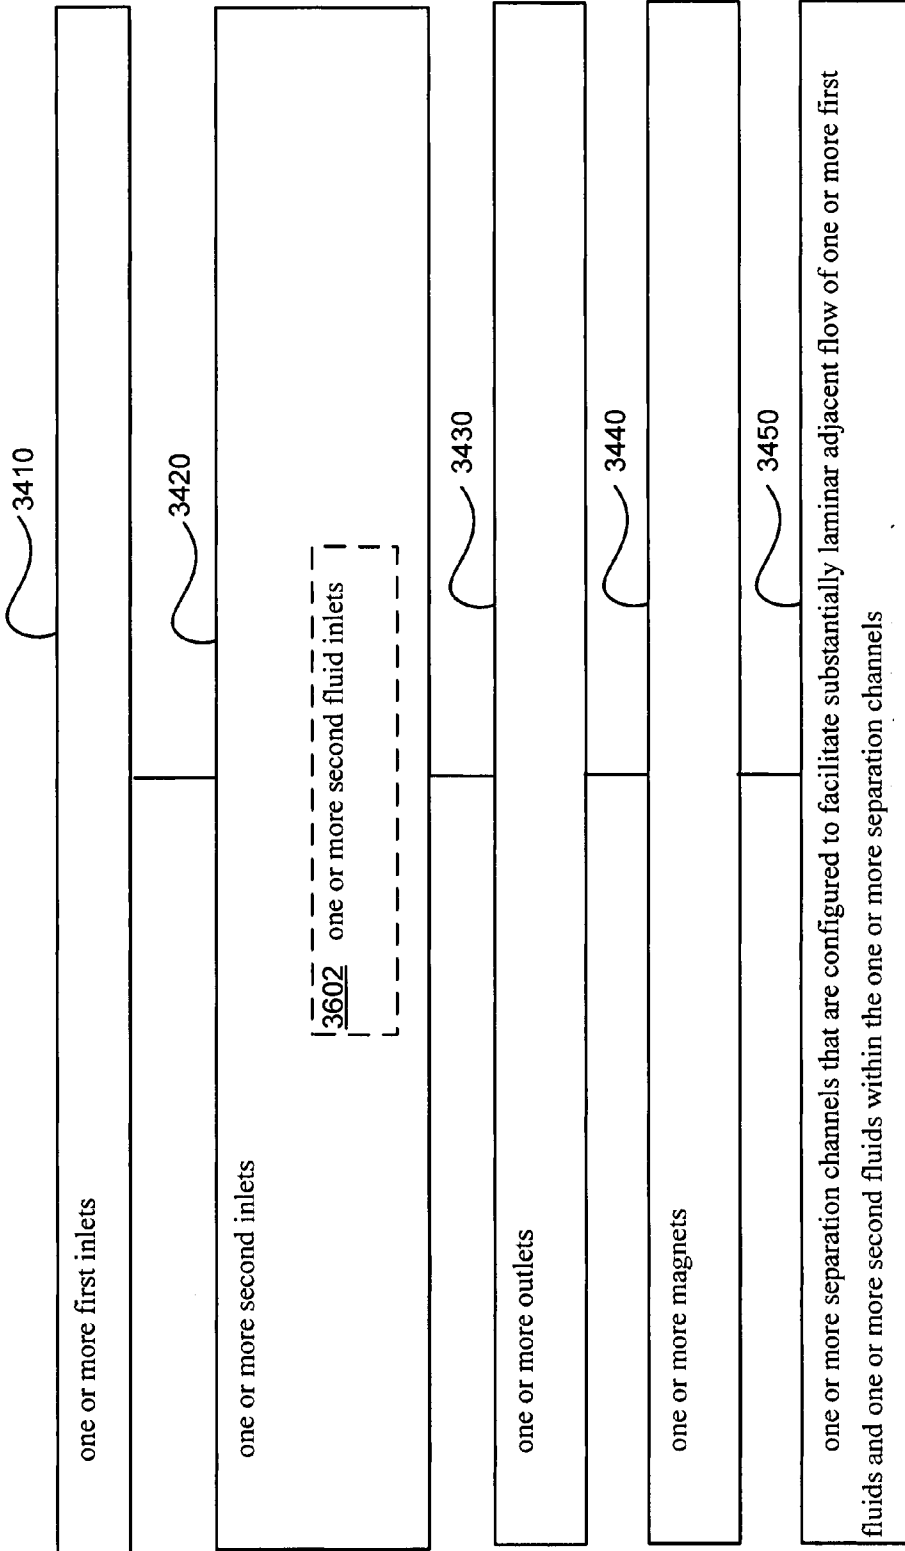 3410
one or more first inlets
3420
one or more second inlets
3602 one or more second fluid inlets
3430
one or more outlets
3440
one or more magnets
3450
one or more separation channels that are configured to facilitate substantially laminar adjacent flow of one or more first
fluids and one or more second fluids within the one or more separation channels